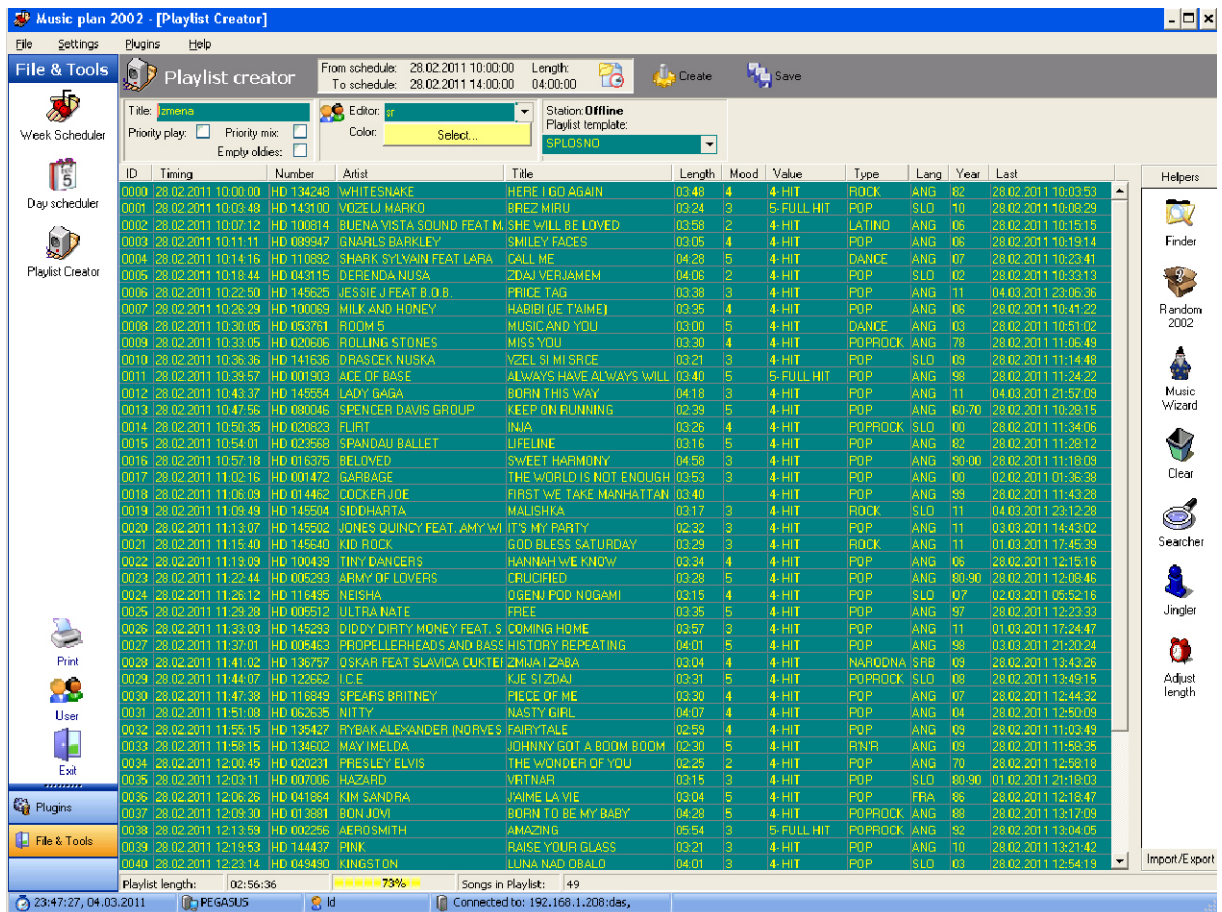 Music plan 2002 - [Playlist Creator]
File Settings Plugins Help
File & Tools
Week Scheduler
Day scheduler
Playlist Creator
Print
User
Exit
Plugins
File & Tools
Playlist creator
From schedule: 28.02.2011 10:00:00 Length:
To schedule: 28.02.2011 14:00:00 04:00:00
Create
Save
Title: Izmena
Priority play: Priority mix:
Empty oldies:
Editor: sr
Color: Select...
Station: Offline
Playlist template:
SPLOSNO
ID Timing Number Artist Title Length Mood Value Type Lang Year Last
0000 28.02.2011 10:00:00 HD 134248 WHITESNAKE HERE I GO AGAIN 03:48 4 4- HIT ROCK ANG 82 28.02.2011 10:03:53
0001 28.02.2011 10:03:48 HD 143100 VOZELJ MARKO BREZ MIRU 03:24 3 5- FULL HIT POP SLO 10 28.02.2011 10:08:29
0002 28.02.2011 10:07:12 HD 100814 BUENA VISTA SOUND FEAT M. SHE WILL BE LOVED 03:58 2 4- HIT LATINO ANG 06 28.02.2011 10:15:15
0003 28.02.2011 10:11:11 HD 089947 GNARLS BARKLEY SMILEY FACES 03:05 4 4- HIT POP ANG 06 28.02.2011 10:19:14
0004 28.02.2011 10:14:16 HD 110892 SHARK SYLVAIN FEAT LARA CALL ME 04:28 5 4- HIT DANCE ANG 07 28.02.2011 10:23:41
0005 28.02.2011 10:18:44 HD 043115 DERENDA NUSA ZDAJ VERJAMEM 04:06 2 4- HIT POP SLO 02 28.02.2011 10:33:13
0006 28.02.2011 10:22:50 HD 145625 JESSIE J FEAT B.O.B. PRICE TAG 03:38 3 4- HIT POP ANG 11 04.03.2011 23:06:36
0007 28.02.2011 10:26:29 HD 100069 MILK AND HONEY HABIBI (JE T'AIME) 03:35 4 4- HIT POP ANG 06 28.02.2011 10:41:22
0008 28.02.2011 10:30:05 HD 053761 ROOM 5 MUSIC AND YOU 03:00 5 4- HIT DANCE ANG 03 28.02.2011 10:51:02
0009 28.02.2011 10:33:05 HD 020606 ROLLING STONES MISS YOU 03:30 4 4- HIT POPROCK ANG 78 28.02.2011 11:06:49
0010 28.02.2011 10:36:36 HD 141636 DRASCEK NUSKA VZEL SI MI SRCE 03:21 3 4- HIT POP SLO 09 28.02.2011 11:14:48
0011 28.02.2011 10:39:57 HD 001903 ACE OF BASE ALWAYS HAVE ALWAYS WILL 03:40 5 5- FULL HIT POP ANG 98 28.02.2011 11:24:22
0012 28.02.2011 10:43:37 HD 145554 LADY GAGA BORN THIS WAY 04:18 3 4- HIT POP ANG 11 04.03.2011 21:57:09
0013 28.02.2011 10:47:56 HD 080046 SPENCER DAVIS GROUP KEEP ON RUNNING 02:39 5 4- HIT POP ANG 60-70 28.02.2011 10:28:15
0014 28.02.2011 10:50:35 HD 020823 FLIRT INJA 03:26 4 4- HIT POPROCK SLO 00 28.02.2011 11:34:06
0015 28.02.2011 10:54:01 HD 023568 SPANDAU BALLET LIFELINE 03:16 5 4- HIT POP ANG 82 28.02.2011 11:28:12
0016 28.02.2011 10:57:18 HD 016375 BELOVED SWEET HARMONY 04:58 3 4- HIT POP ANG 90-00 28.02.2011 11:18:09
0017 28.02.2011 11:02:16 HD 001472 GARBAGE THE WORLD IS NOT ENOUGH 03:53 3 4- HIT POP ANG 00 02.02.2011 01:36:38
0018 28.02.2011 11:06:09 HD 014462 COCKER JOE FIRST WE TAKE MANHATTAN 03:40 4- HIT POP ANG 99 28.02.2011 11:43:28
0019 28.02.2011 11:09:49 HD 145504 SIDDHARTA MALISHKA 03:17 3 4- HIT ROCK SLO 11 04.03.2011 23:12:28
0020 28.02.2011 11:13:07 HD 145502 JONES QUINCY FEAT. AMY WI IT'S MY PARTY 02:32 3 4- HIT POP ANG 11 03.03.2011 14:43:02
0021 28.02.2011 11:15:40 HD 145640 KID ROCK GOD BLESS SATURDAY 03:29 3 4- HIT ROCK ANG 11 01.03.2011 17:45:39
0022 28.02.2011 11:19:09 HD 100439 TINY DANCERS HANNAH WE KNOW 03:34 4 4- HIT POP ANG 06 28.02.2011 12:15:16
0023 28.02.2011 11:22:44 HD 005293 ARMY OF LOVERS CRUCIFIED 03:28 5 4- HIT POP ANG 80-90 28.02.2011 12:08:46
0024 28.02.2011 11:26:12 HD 116495 NEISHA OGENJ POD NOGAMI 03:15 4 4- HIT POP SLO 07 02.03.2011 05:52:16
0025 28.02.2011 11:29:28 HD 005512 ULTRA NATE FREE 03:35 5 4- HIT POP ANG 97 28.02.2011 12:23:33
0026 28.02.2011 11:33:03 HD 145293 DIDDY DIRTY MONEY FEAT. S COMING HOME 03:57 3 4- HIT POP ANG 11 01.03.2011 17:24:47
0027 28.02.2011 11:37:01 HD 005463 PROPELLERHEADS AND BASS HISTORY REPEATING 04:01 5 4- HIT POP ANG 98 03.03.2011 21:20:24
0028 28.02.2011 11:41:02 HD 136757 OSKAR FEAT SLAVICA CUKTEI ZMIJA I ZABA 03:04 4 4- HIT NARODNA SRB 09 28.02.2011 13:43:26
0029 28.02.2011 11:44:07 HD 122662 I.C.E KJE SI ZDAJ 03:31 5 4- HIT POPROCK SLO 08 28.02.2011 13:49:15
0030 28.02.2011 11:47:38 HD 116849 SPEARS BRITNEY PIECE OF ME 03:30 4 4- HIT POP ANG 07 28.02.2011 12:44:32
0031 28.02.2011 11:51:08 HD 062635 NITTY NASTY GIRL 04:07 4 4- HIT POP ANG 04 28.02.2011 12:50:09
0032 28.02.2011 11:55:15 HD 135427 RYBAK ALEXANDER (NORVES FAIRYTALE 02:59 4 4- HIT POP ANG 09 28.02.2011 11:03:49
0033 28.02.2011 11:58:15 HD 134602 MAY IMELDA JOHNNY GOT A BOOM BOOM 02:30 5 4- HIT R'N'R ANG 09 28.02.2011 11:59:35
0034 28.02.2011 12:00:45 HD 020231 PRESLEY ELVIS THE WONDER OF YOU 02:25 2 4- HIT POP ANG 70 28.02.2011 12:58:18
0035 28.02.2011 12:03:11 HD 007006 HAZARD VRTNAR 03:15 3 4- HIT POP SLO 80-90 01.02.2011 21:18:03
0036 28.02.2011 12:06:26 HD 041864 KIM SANDRA J'AIME LA VIE 03:04 5 4- HIT POP FRA 86 28.02.2011 12:18:47
0037 28.02.2011 12:09:30 HD 013881 BON JOVI BORN TO BE MY BABY 04:28 5 4- HIT POPROCK ANG 88 28.02.2011 13:17:09
0038 28.02.2011 12:13:59 HD 002256 AEROSMITH AMAZING 05:54 3 5- FULL HIT POPROCK ANG 92 28.02.2011 13:04:05
0039 28.02.2011 12:19:53 HD 144437 PINK RAISE YOUR GLASS 03:21 3 4- HIT POP ANG 10 28.02.2011 13:21:42
0040 28.02.2011 12:23:14 HD 049490 KINGSTON LUNA NAD OBALO 04:01 3 4- HIT POP SLO 03 28.02.2011 12:54:19
Helpers
Finder
Random
2002
Music
Wizard
Clear
Searcher
Jingler
Adjust
length
Import/Export
Playlist length: 02:56:36 73% Songs in Playlist: 49
23:47:27, 04.03.2011 PEGASUS ld Connected to: 192.168.1.208:das,